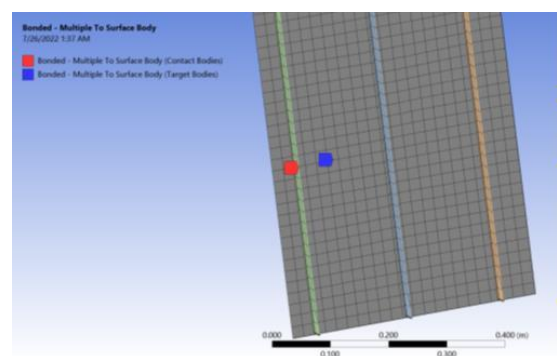 Bonded - Multiple To Surface Body
7/26/2022 1:37 AM
Bonded - Multiple To Surface Body (Contact Bodies)
Bonded - Multiple To Surface Body (Target Bodies)
0.000 0.200 0.400 (m)
0.100 0.300